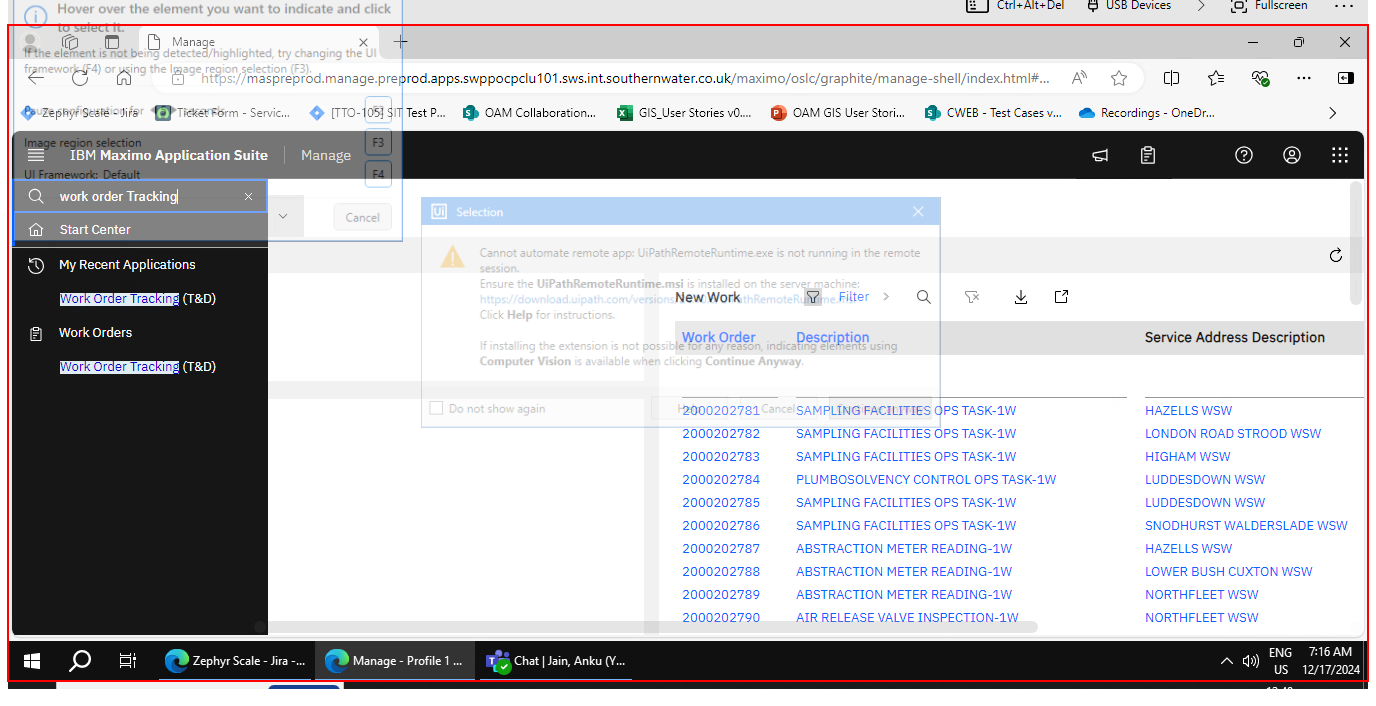 Hover over the element you want to indicate and click
to select it.
Ctrl+Alt+Del
USB Devices
Fullscreen
Manage
If the element is not being detected/highlighted, try changing the UI
framework (F4) or using the Image region selection (F3).
https://maspreprod.manage.preprod.apps.swppocpclu101.sws.int.southernwater.co.uk/maximo/oslc/graphite/manage-shell/index.html#...
Zephyr Scale - Jira
Ticket Form - Servic...
[TTO-105] SIT Test P...
OAM Collaboration...
GIS_User Stories v0....
OAM GIS User Stori...
CWEB - Test Cases v...
Recordings - OneDr...
Image region selection
F3
IBM Maximo Application Suite
Manage
UI Framework: Default
F4
work order Tracking
Cancel
Start Center
My Recent Applications
Work Order Tracking (T&D)
Work Orders
Work Order Tracking (T&D)
Ui Selection
Cannot automate remote app: UiPathRemoteRuntime.exe is not running in the remote
session.
Ensure the UiPathRemoteRuntime.msi is installed on the server machine:
Click Help for instructions.
If installing the extension is not possible for any reason, indicating elements using
Computer Vision is available when clicking Continue Anyway.
Do not show again
Cancel
New Work
Filter
Work Order
Description
Service Address Description
2000202781
SAMPLING FACILITIES OPS TASK-1W
HAZELLS WSW
2000202782
SAMPLING FACILITIES OPS TASK-1W
LONDON ROAD STROOD WSW
2000202783
SAMPLING FACILITIES OPS TASK-1W
HIGHAM WSW
2000202784
PLUMBOSOLVENCY CONTROL OPS TASK-1W
LUDDESDOWN WSW
2000202785
SAMPLING FACILITIES OPS TASK-1W
LUDDESDOWN WSW
2000202786
SAMPLING FACILITIES OPS TASK-1W
SNODHURST WALDERSLADE WSW
2000202787
ABSTRACTION METER READING-1W
HAZELLS WSW
2000202788
ABSTRACTION METER READING-1W
LOWER BUSH CUXTON WSW
2000202789
ABSTRACTION METER READING-1W
NORTHFLEET WSW
2000202790
AIR RELEASE VALVE INSPECTION-1W
NORTHFLEET WSW
Zephyr Scale - Jira -...
Manage - Profile 1 ...
Chat | Jain, Anku (Y...
ENG
US
7:16 AM
12/17/2024